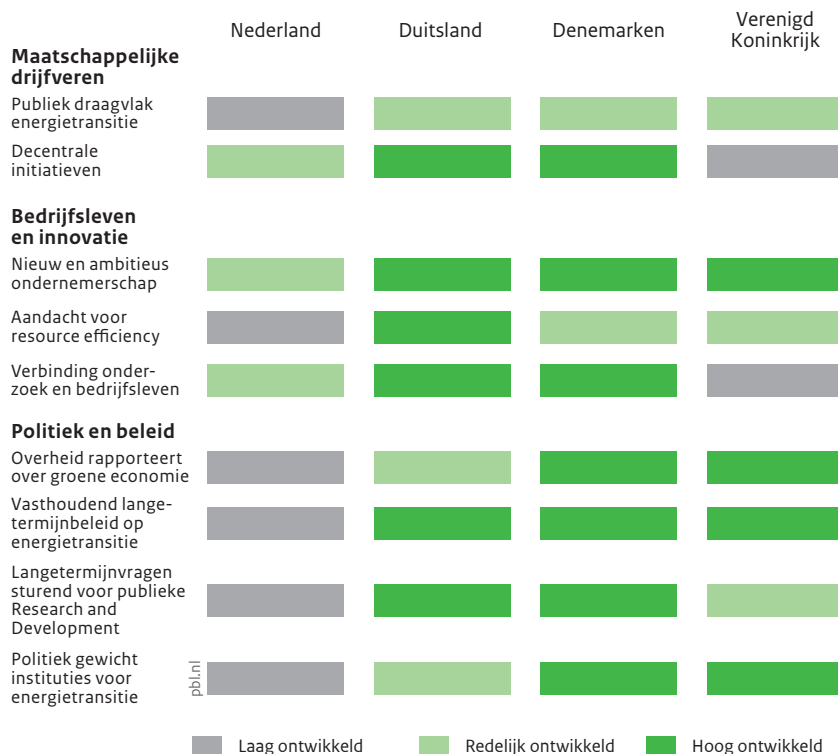 Nederland
Duitsland
Denemarken
Verenigd
Koninkrijk
Maatschappelijke
drijfveren
Publiek draagvlak
energietransitie
Decentrale
initiatieven
Bedrijfsleven
en innovatie
Nieuw en ambitieus
ondernemerschap
Aandacht voor
resource efficiency
Verbinding onder-
zoek en bedrijfsleven
Politiek en beleid
Overheid rapporteert
over groene economie
Vasthoudend lange-
termijnbeleid op
energietransitie
Langetermijnvragen
sturend voor publieke
Research and
Development
Politiek gewicht
instituties voor
energietransitie
pbl.nl
Laag ontwikkeld
Redelijk ontwikkeld
Hoog ontwikkeld